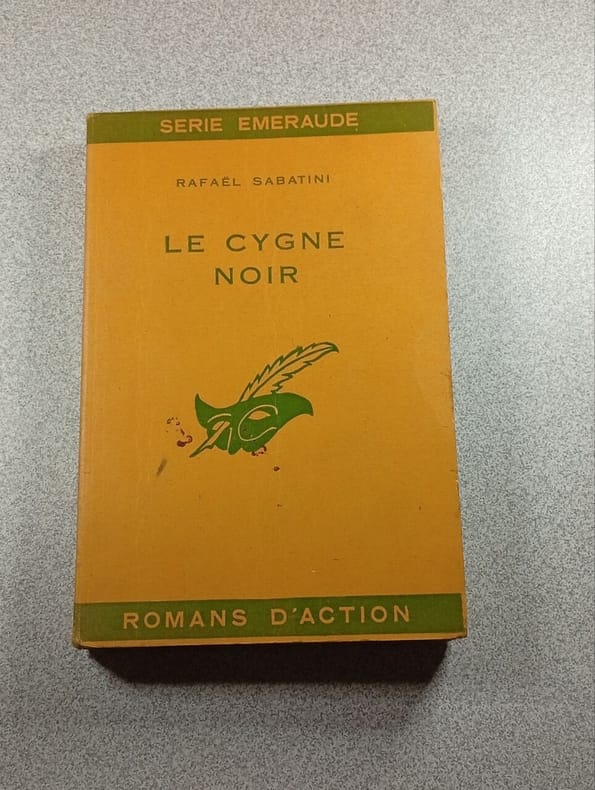 SERIE EMERAUDE
RAFAËL SABATINI
LE CYGNE
NOIR
ROMANS D'ACTION